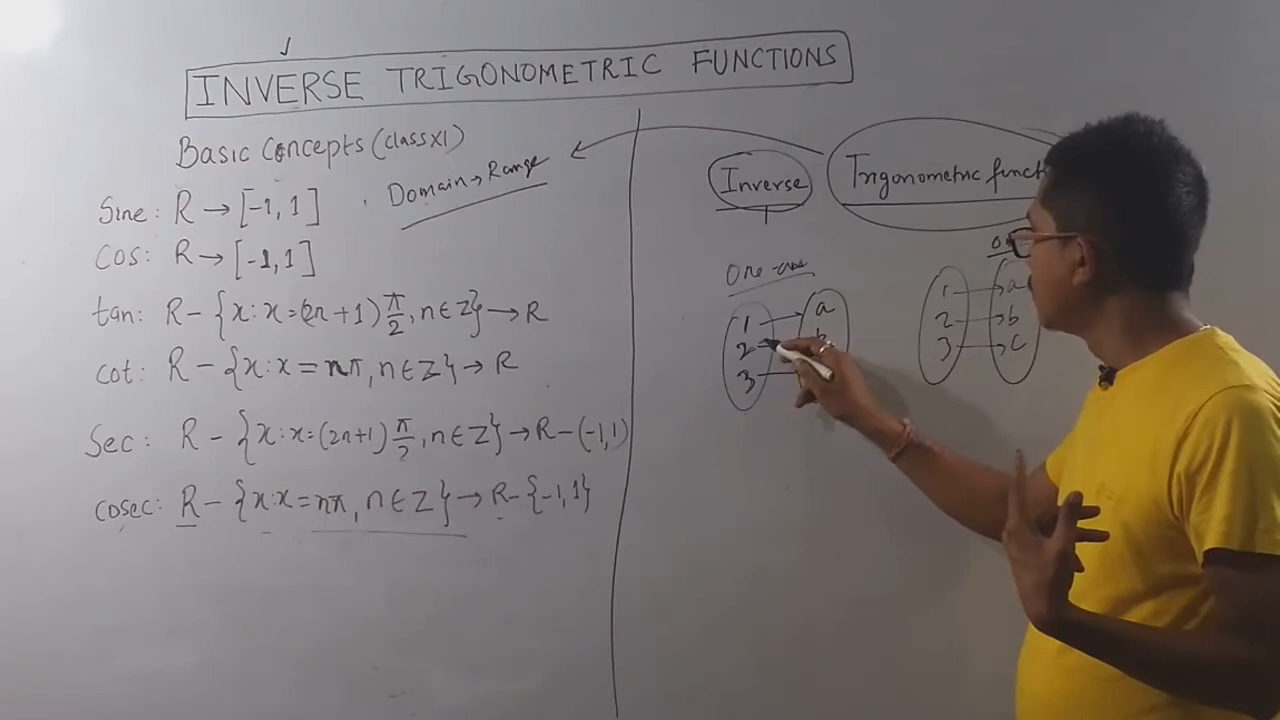 INVERSE TRIGONOMETRIC FUNCTIONS
Basic Concepts (class XI)
Domain → Range
Sine: R → [-1, 1]
Cos: R → [-1, 1]
tan: R - {x: x = (2n+1) π/2, n ∈ Z} → R
cot: R - {x: x = nπ, n ∈ Z} → R
Sec: R - {x: x = (2n+1) π/2, n ∈ Z} → R - (-1, 1)
cosec: R - {x: x = nπ, n ∈ Z} → R - {-1, 1}
Inverse Trigonometric functi
One-one
1 → a
2 b
3
1 → a
2 → b
3 → c